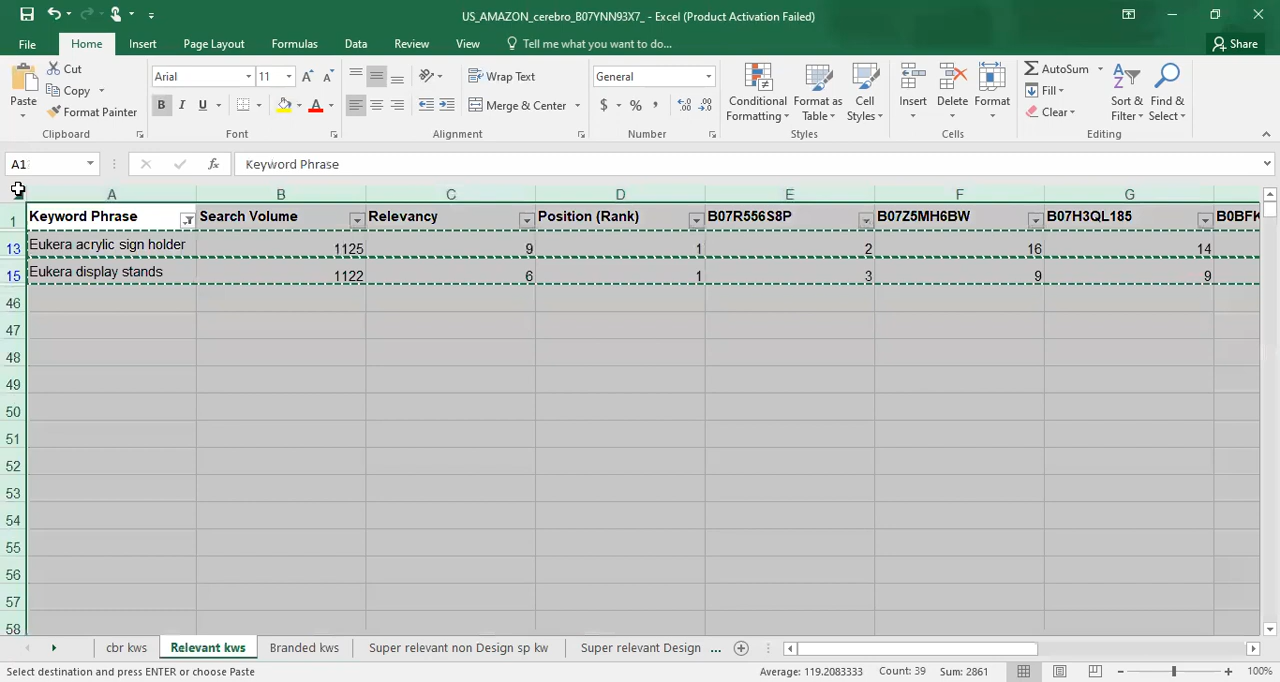 US_AMAZON_cerebro_B07YNN93X7_ - Excel (Product Activation Failed)
File Home Insert Page Layout Formulas Data Review View Tell me what you want to do... Share
Paste Cut Copy Format Painter Clipboard
Arial 11 B I U A Font
Wrap Text Merge & Center Alignment
General $ % , Number
Conditional Formatting Format as Table Cell Styles Styles
Insert Delete Format Cells
AutoSum Fill Clear Sort & Filter Find & Select Editing
A1 fx Keyword Phrase
A B C D E F G
1 Keyword Phrase Search Volume Relevancy Position (Rank) B07R556S8P B07Z5MH6BW B07H3QL185 B0BFK
13 Eukera acrylic sign holder 1125 9 1 2 16 14
15 Eukera display stands 1122 6 1 3 9 9
46
47
48
49
50
51
52
53
54
55
56
57
58
cbr kws Relevant kws Branded kws Super relevant non Design sp kw Super relevant Design ...
Select destination and press ENTER or choose Paste Average: 119.2083333 Count: 39 Sum: 2861 100%